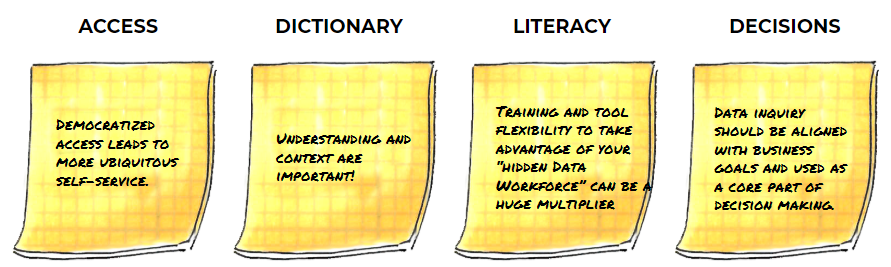 ACCESS
DICTIONARY
LITERACY
DECISIONS
Democratized
access leads to
more ubiquitous
self-service.
Understanding and
context are
important!
Training and tool
flexibility to take
advantage of your
"hidden Data
Workforce" can be a
huge multiplier
Data inquiry
should be aligned
with business
goals and used as
a core part of
decision making.